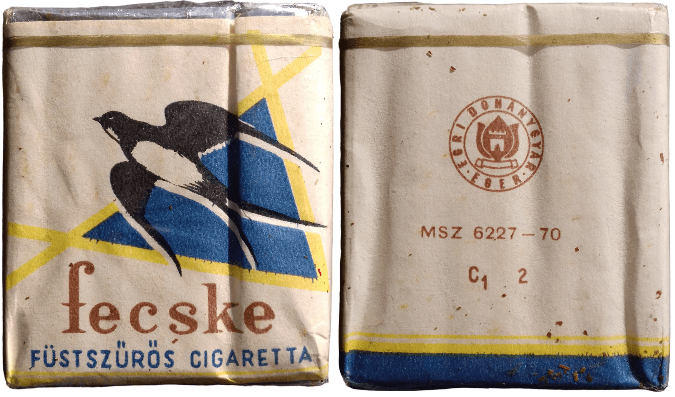 fecske
FÜSTSZŰRŐS CIGARETTA
EGRI DOHÁNYGYÁR
· EGER ·
MSZ 6227-70
C₁ 2